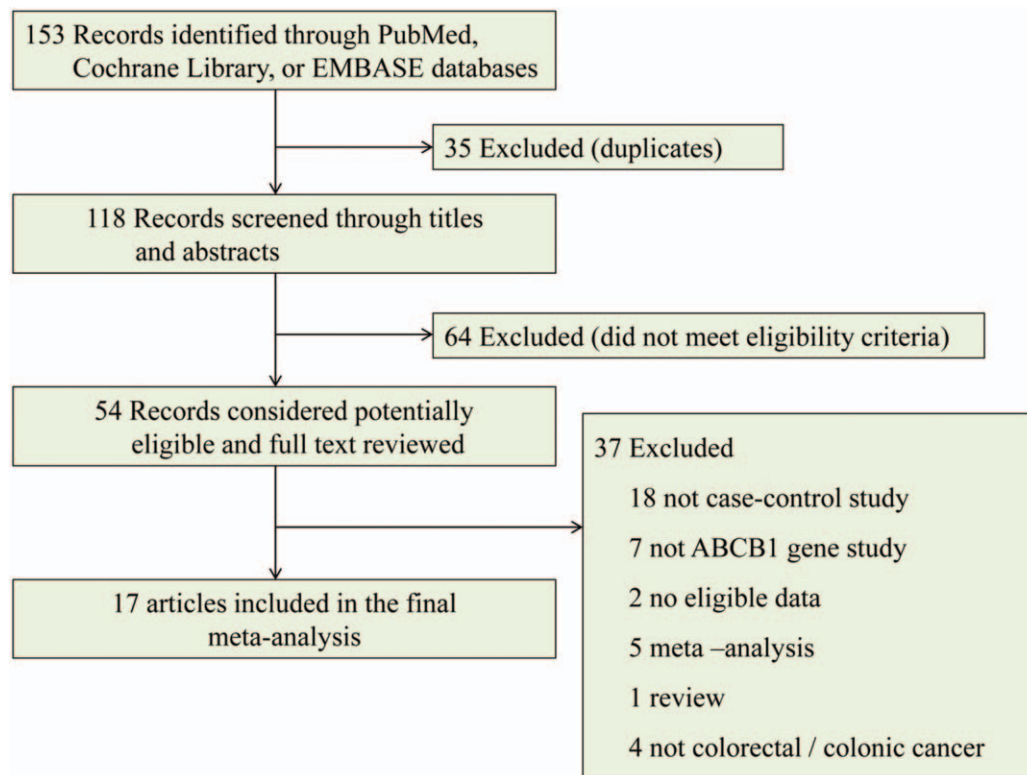 153 Records identified through PubMed,
Cochrane Library, or EMBASE databases
35 Excluded (duplicates)
118 Records screened through titles
and abstracts
64 Excluded (did not meet eligibility criteria)
54 Records considered potentially
eligible and full text reviewed
37 Excluded
18 not case-control study
7 not ABCB1 gene study
2 no eligible data
5 meta –analysis
1 review
4 not colorectal / colonic cancer
17 articles included in the final
meta-analysis